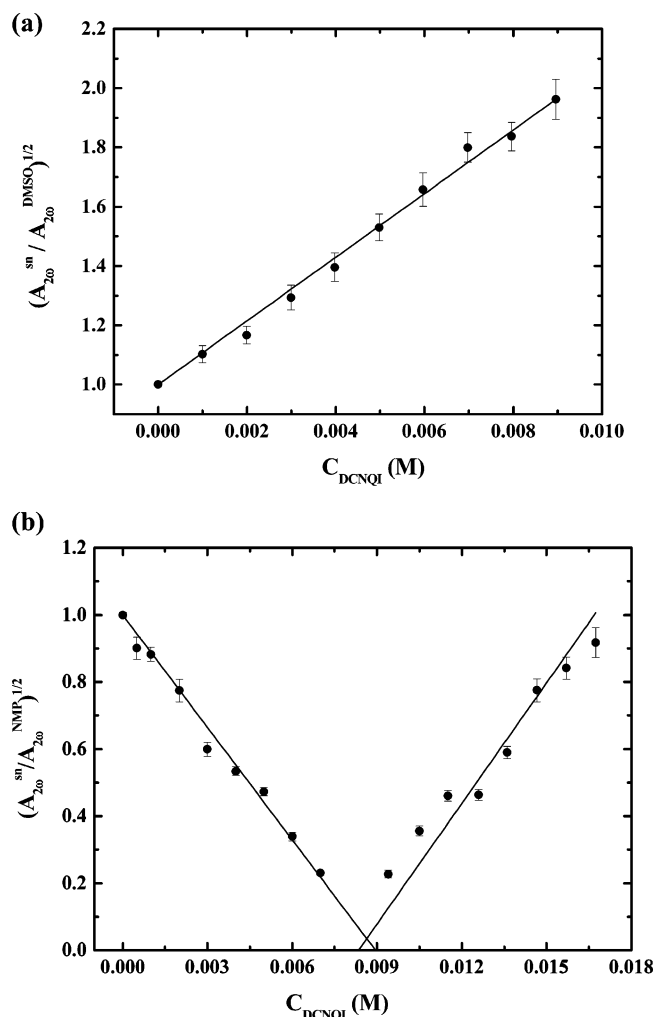 (a)
2.2
2.0
1.8
1.6
1.4
1.2
1.0
(A2ω^sn / A2ω^DMSO)^1/2
0.000 0.002 0.004 0.006 0.008 0.010
C_DCNQI (M)
(b)
1.2
1.0
0.8
0.6
0.4
0.2
0.0
(A2ω^sn/A2ω^NMP)^1/2
0.000 0.003 0.006 0.009 0.012 0.015 0.018
C_DCNQI (M)